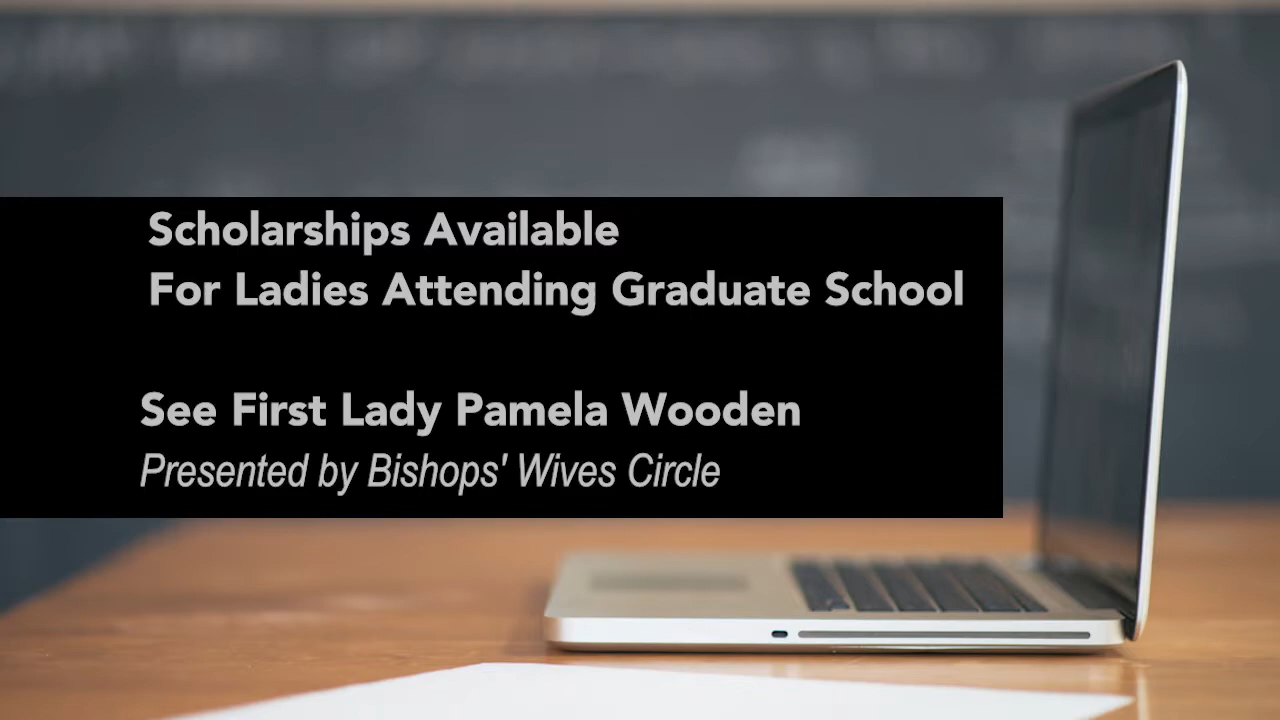 Scholarships Available
For Ladies Attending Graduate School
See First Lady Pamela Wooden
Presented by Bishops' Wives Circle